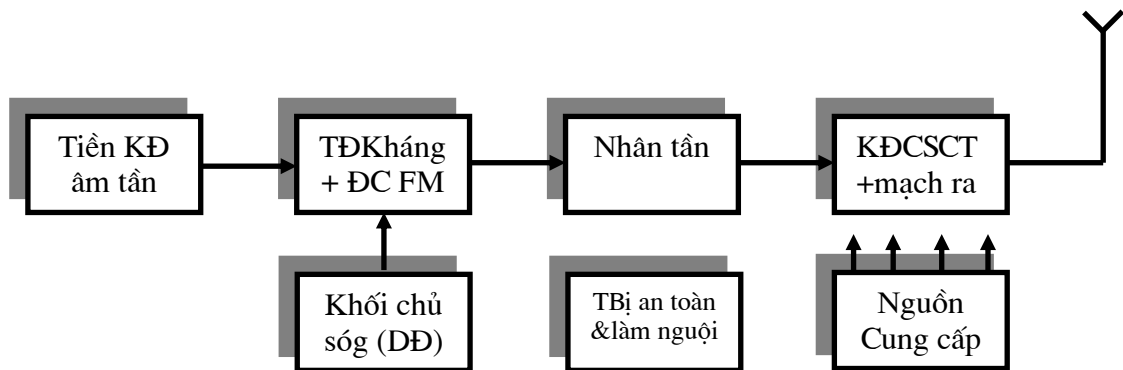 Tiền KĐ
âm tần
TĐKháng
+ ĐC FM
Nhân tần
KĐCSCT
+mạch ra
Khối chủ
sóg (DĐ)
TBị an toàn
&làm nguội
Nguồn
Cung cấp